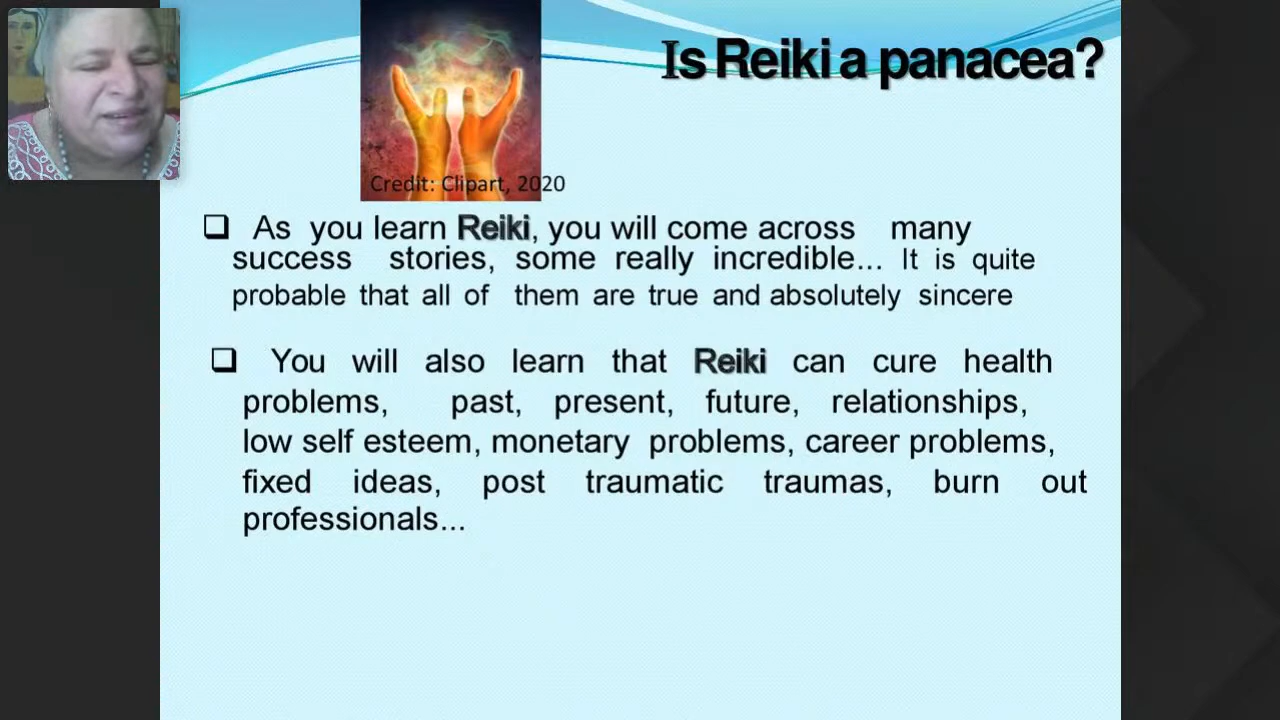 Is Reiki a panacea?
Credit: Clipart, 2020
❑ As you learn Reiki, you will come across many
success stories, some really incredible... It is quite
probable that all of them are true and absolutely sincere
❑ You will also learn that Reiki can cure health
problems, past, present, future, relationships,
low self esteem, monetary problems, career problems,
fixed ideas, post traumatic traumas, burn out
professionals...